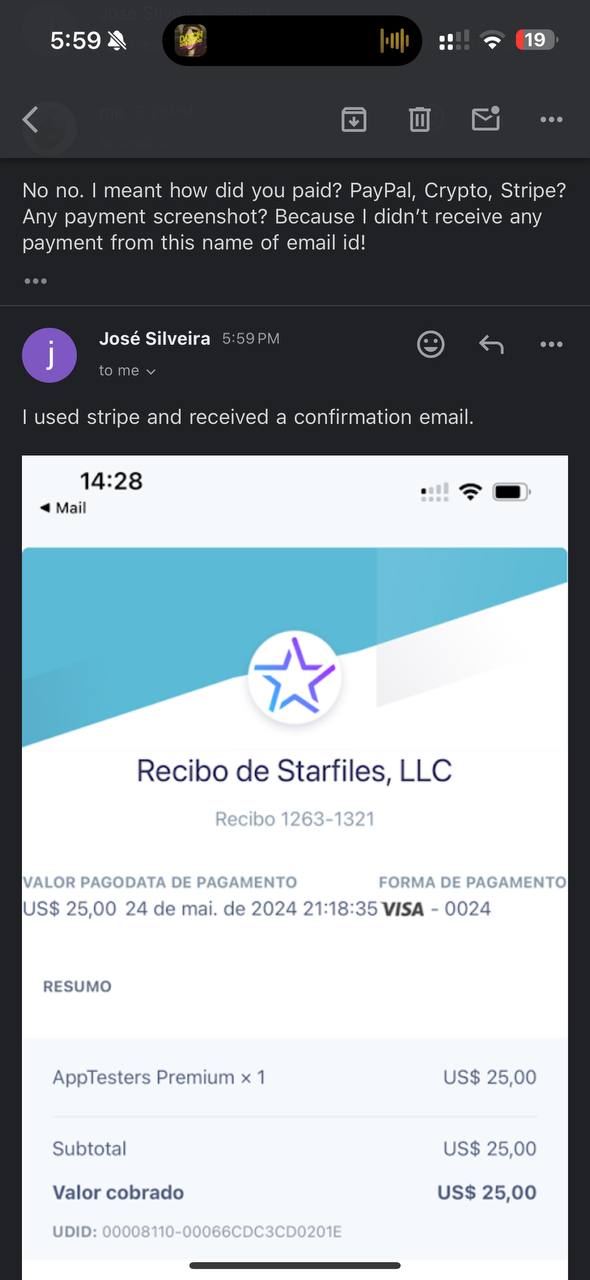 5:59
19
No no. I meant how did you paid? PayPal, Crypto, Stripe?
Any payment screenshot? Because I didn’t receive any
payment from this name of email id!
•••
j
José Silveira 5:59 PM
to me
I used stripe and received a confirmation email.
14:28
◀ Mail
Recibo de Starfiles, LLC
Recibo 1263-1321
VALOR PAGO DATA DE PAGAMENTO FORMA DE PAGAMENTO
US$ 25,00 24 de mai. de 2024 21:18:35 VISA - 0024
RESUMO
AppTesters Premium × 1 US$ 25,00
Subtotal US$ 25,00
Valor cobrado US$ 25,00
UDID: 00008110-00066CDC3CD0201E